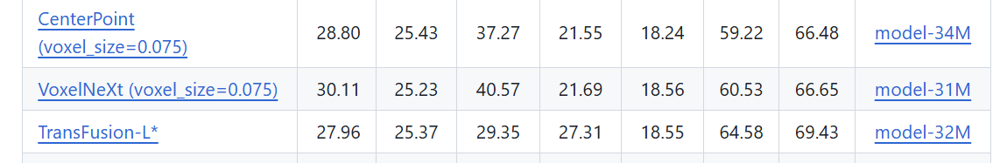 CenterPoint
(voxel_size=0.075) 28.80 25.43 37.27 21.55 18.24 59.22 66.48 model-34M
VoxelNeXt (voxel_size=0.075) 30.11 25.23 40.57 21.69 18.56 60.53 66.65 model-31M
TransFusion-L* 27.96 25.37 29.35 27.31 18.55 64.58 69.43 model-32M